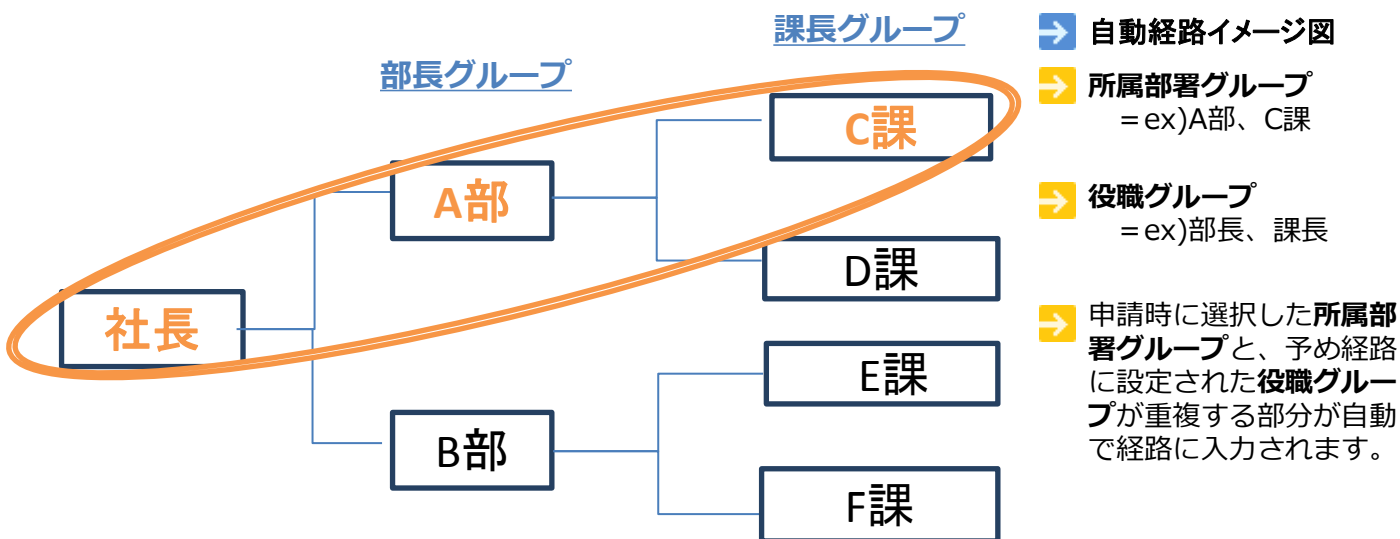 課長グループ
部長グループ
C課
A部
D課
社長
E課
B部
F課
自動経路イメージ図
所属部署グループ
＝ex)A部、C課
役職グループ
＝ex)部長、課長
申請時に選択した所属部
署グループと、予め経路
に設定された役職グルー
プが重複する部分が自動
で経路に入力されます。